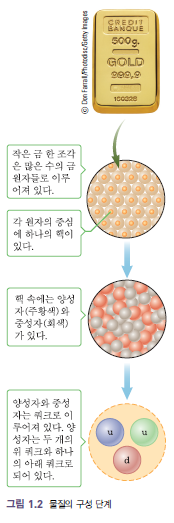 © Don Farrall/Photodisc/Getty Images
CREDIT
BANQUE
500g.
GOLD
999,9
160228
작은 금 한 조각
은 많은 수의 금
원자들로 이루
어져 있다.
각 원자의 중심
에 하나의 핵이
있다.
핵 속에는 양성
자(주황색)와
중성자(회색)
가 있다.
양성자와 중성
자는 쿼크로 이
루어져 있다. 양
성자는 두 개의
위 쿼크와 하나
의 아래 쿼크로
되어 있다.
u
u
d
그림 1.2 물질의 구성 단계